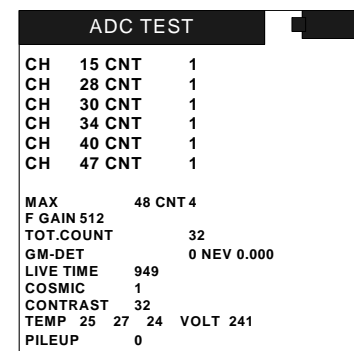 ADC TEST
CH 15 CNT 1
CH 28 CNT 1
CH 30 CNT 1
CH 34 CNT 1
CH 40 CNT 1
CH 47 CNT 1
MAX 48 CNT 4
F GAIN 512
TOT.COUNT 32
GM-DET 0 NEV 0.000
LIVE TIME 949
COSMIC 1
CONTRAST 32
TEMP 25 27 24 VOLT 241
PILEUP 0